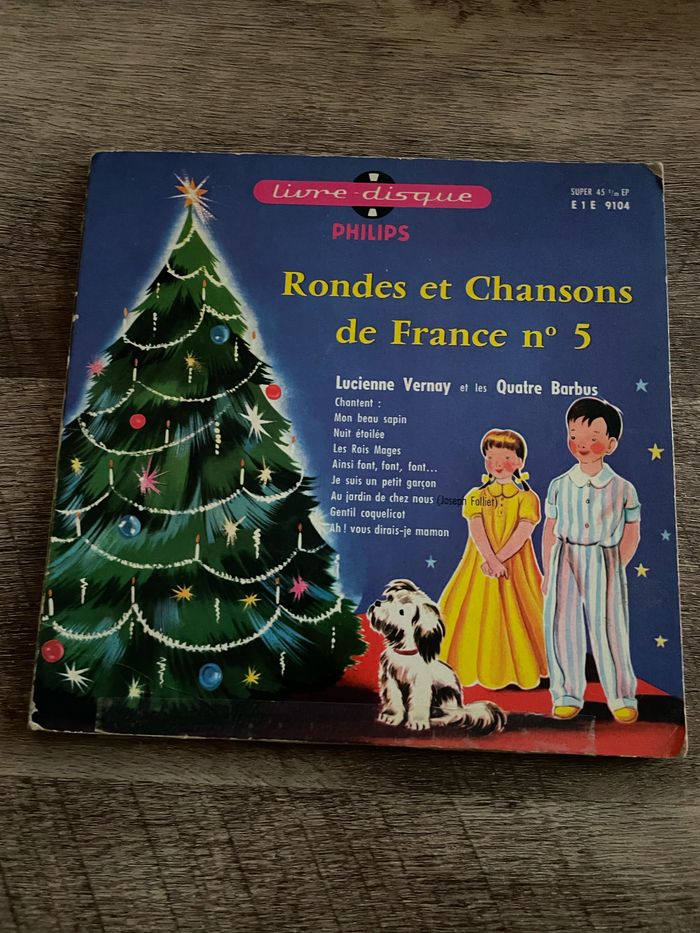 livre-disque
PHILIPS
SUPER 45 t/m EP
E1E 9104
Rondes et Chansons
de France nº 5
Lucienne Vernay et les Quatre Barbus
Chantent :
Mon beau sapin
Nuit étoilée
Les Rois Mages
Ainsi font, font, font...
Je suis un petit garçon
Au jardin de chez nous (Joseph Folliet)
Gentil coquelicot
Ah ! vous dirais-je maman